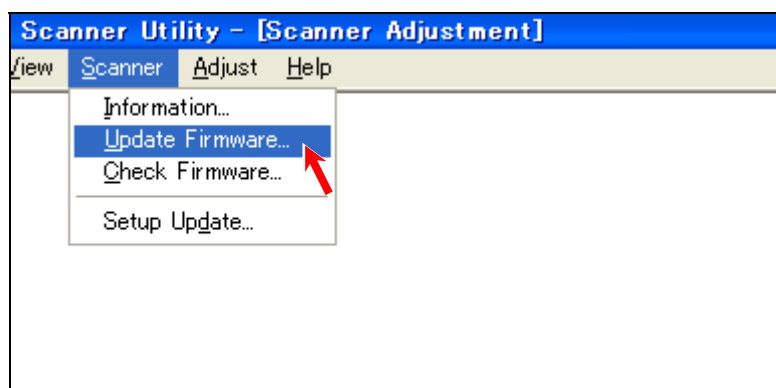 Scanner Utility - [Scanner Adjustment]
View Scanner Adjust Help
Information...
Update Firmware...
Check Firmware...
Setup Update...